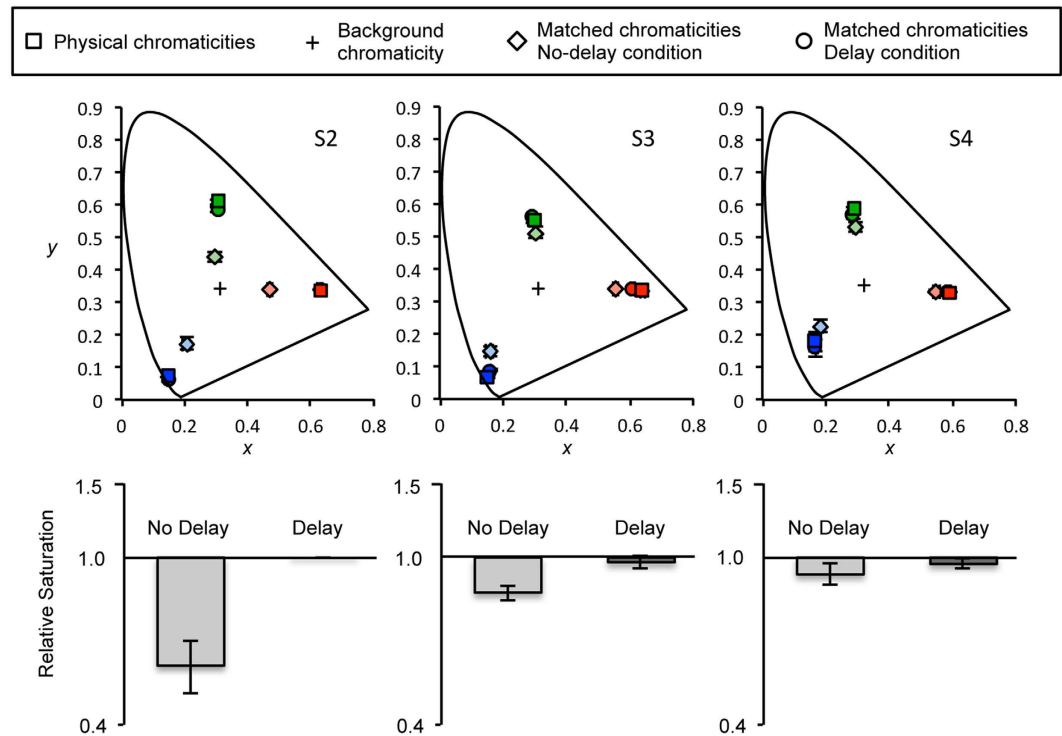 Physical chromaticities
Background
chromaticity
Matched chromaticities
No-delay condition
Matched chromaticities
Delay condition
0.9
0.8
0.7
0.6
0.5
0.4
0.3
0.2
0.1
0
y
S2
0 0.2 0.4 0.6 0.8
x
0.9
0.8
0.7
0.6
0.5
0.4
0.3
0.2
0.1
0
S3
0 0.2 0.4 0.6 0.8
x
0.9
0.8
0.7
0.6
0.5
0.4
0.3
0.2
0.1
0
S4
0 0.2 0.4 0.6 0.8
x
Relative Saturation
1.5
No Delay Delay
1.0
0.4
1.5
No Delay Delay
1.0
0.4
1.5
No Delay Delay
1.0
0.4